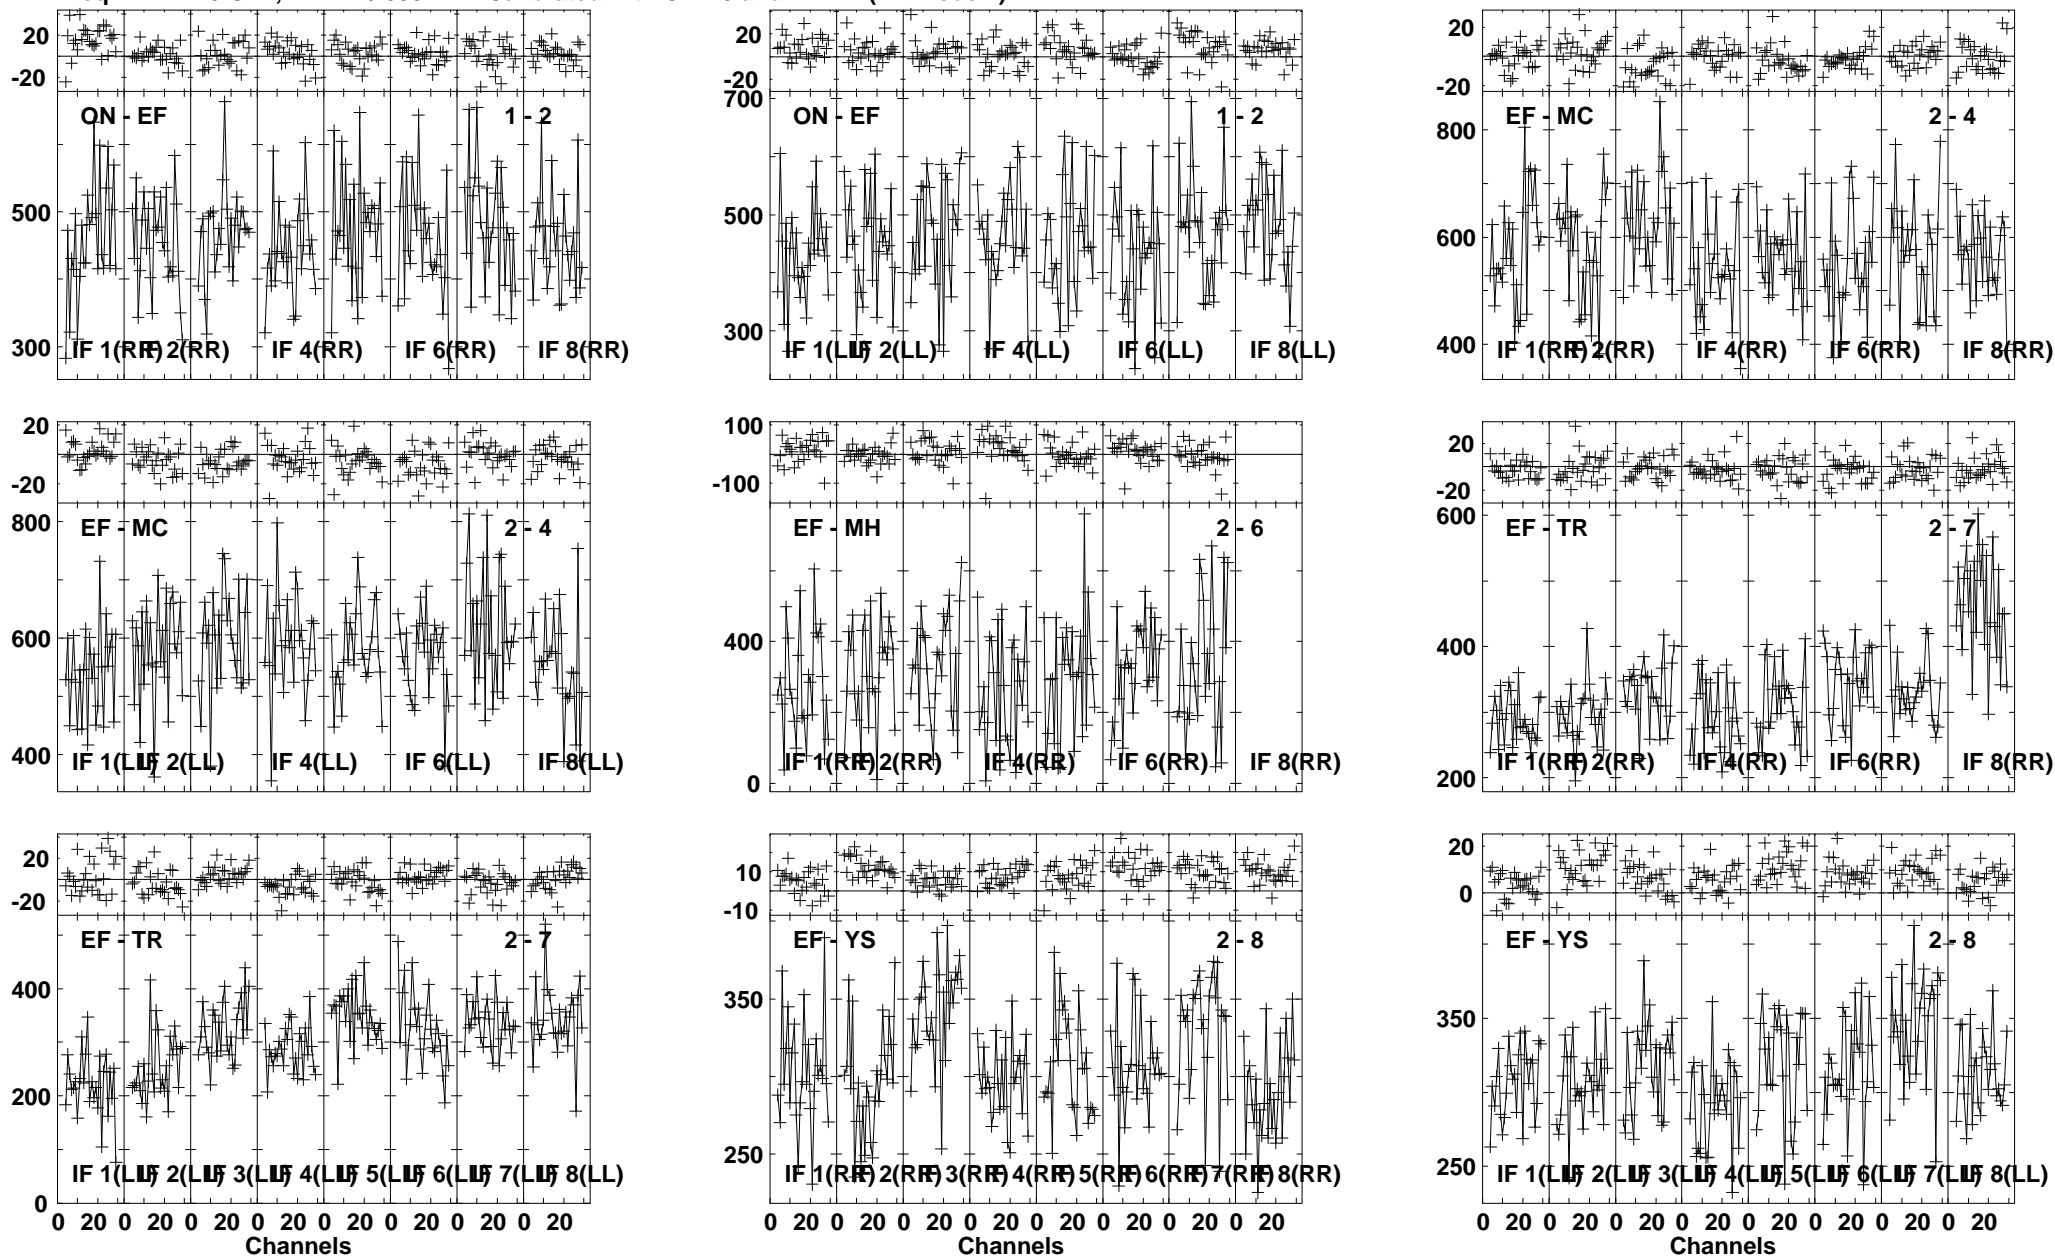 20
-20
ON - EF 1 - 2
500
300
IF 1(RR) IF 2(RR) IF 4(RR) IF 6(RR) IF 8(RR)
20
-20
700
ON - EF 1 - 2
500
300
IF 1(LL) IF 2(LL) IF 4(LL) IF 6(LL) IF 8(LL)
20
-20
EF - MC 2 - 4
800
600
400
IF 1(RR) IF 2(RR) IF 4(RR) IF 6(RR) IF 8(RR)
20
-20
800
EF - MC 2 - 4
600
400
IF 1(LL) IF 2(LL) IF 4(LL) IF 6(LL) IF 8(LL)
100
-100
EF - MH 2 - 6
400
0
IF 1(RR) IF 2(RR) IF 4(RR) IF 6(RR) IF 8(RR)
20
-20
600
EF - TR 2 - 7
400
200
IF 1(RR) IF 2(RR) IF 4(RR) IF 6(RR) IF 8(RR)
20
-20
EF - TR 2 - 7
400
200
0
IF 1(LL) IF 2(LL) IF 3(LL) IF 4(LL) IF 5(LL) IF 6(LL) IF 7(LL) IF 8(LL)
0 20 0 20 0 20 0 20 0 20 0 20 0 20 0 20
Channels
10
-10
EF - YS 2 - 8
350
250
IF 1(RR) IF 2(RR) IF 3(RR) IF 4(RR) IF 5(RR) IF 6(RR) IF 7(RR) IF 8(RR)
0 20 0 20 0 20 0 20 0 20 0 20 0 20 0 20
Channels
20
0
EF - YS 2 - 8
350
250
IF 1(LL) IF 2(LL) IF 3(LL) IF 4(LL) IF 5(LL) IF 6(LL) IF 7(LL) IF 8(LL)
0 20 0 20 0 20 0 20 0 20 0 20 0 20 0 20
Channels